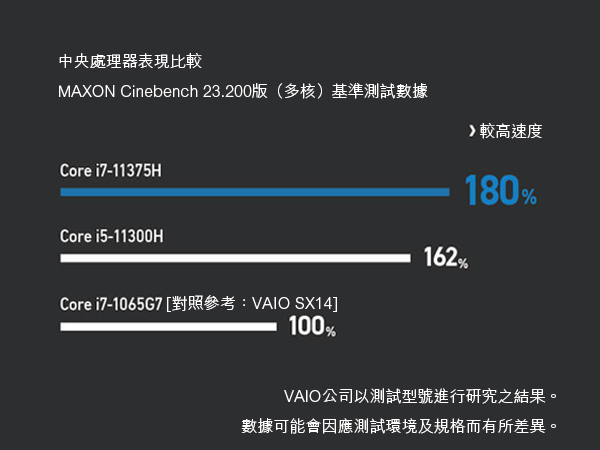 中央處理器表現比較
MAXON Cinebench 23.200版（多核）基準測試數據
❯較高速度
Core i7-11375H
180%
Core i5-11300H
162%
Core i7-1065G7 [對照參考：VAIO SX14]
100%
VAIO公司以測試型號進行研究之結果。
數據可能會因應測試環境及規格而有所差異。